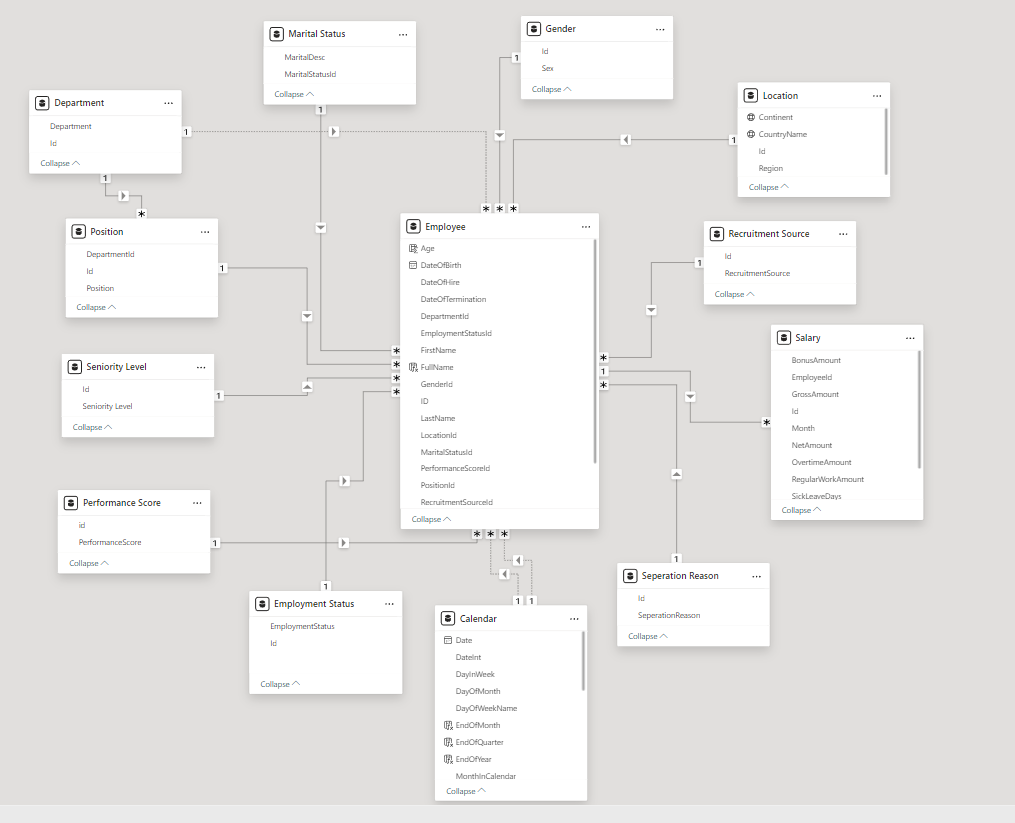 Marital Status
MaritalDesc
MaritalStatusId
Collapse
Gender
Id
Sex
Collapse
Department
Department
Id
Collapse
Location
Continent
CountryName
Id
Region
Collapse
Position
DepartmentId
Id
Position
Collapse
Employee
Age
DateOfBirth
DateOfHire
DateOfTermination
DepartmentId
EmploymentStatusId
FirstName
FullName
GenderId
ID
LastName
LocationId
MaritalStatusId
PerformanceScoreId
PositionId
RecruitmentSourceId
Collapse
Recruitment Source
Id
RecruitmentSource
Collapse
Seniority Level
Id
Seniority Level
Collapse
Salary
BonusAmount
EmployeeId
GrossAmount
Id
Month
NetAmount
OvertimeAmount
RegularWorkAmount
SickLeaveDays
Collapse
Performance Score
id
PerformanceScore
Collapse
Employment Status
EmploymentStatus
Id
Collapse
Calendar
Date
DateInt
DayInWeek
DayOfMonth
DayOfWeekName
EndOfMonth
EndOfQuarter
EndOfYear
MonthInCalendar
Collapse
Seperation Reason
Id
SeperationReason
Collapse
1
1
1
1
1
1
1
1
1
1
1
1
1
1
*
*
*
*
*
*
*
*
*
*
*
*
*
*